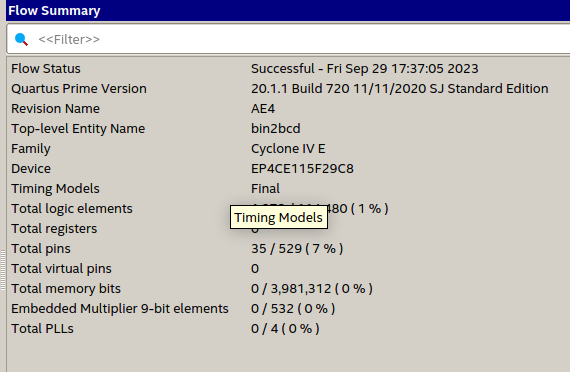 Flow Summary
<<Filter>>
Flow Status Successful - Fri Sep 29 17:37:05 2023
Quartus Prime Version 20.1.1 Build 720 11/11/2020 SJ Standard Edition
Revision Name AE4
Top-level Entity Name bin2bcd
Family Cyclone IV E
Device EP4CE115F29C8
Timing Models Final
Total logic elements 480 ( 1 % )
Timing Models
Total registers 0
Total pins 35 / 529 ( 7 % )
Total virtual pins 0
Total memory bits 0 / 3,981,312 ( 0 % )
Embedded Multiplier 9-bit elements 0 / 532 ( 0 % )
Total PLLs 0 / 4 ( 0 % )